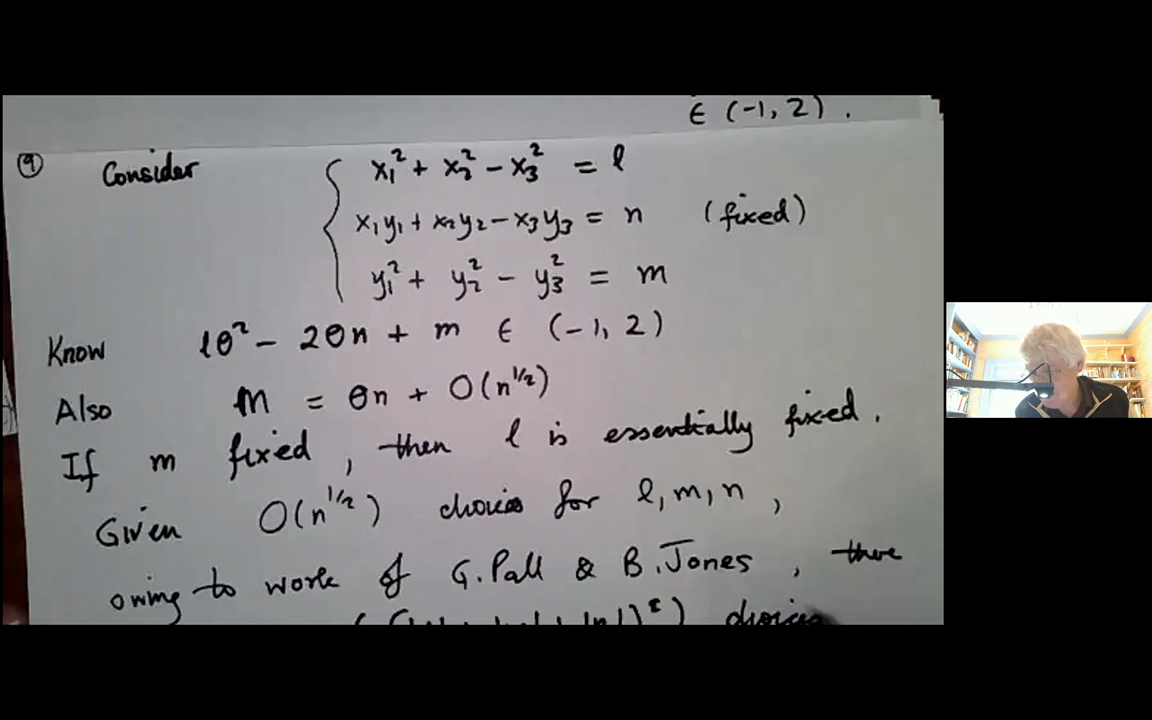 ∈ (-1, 2).
⑨ Consider
x₁² + x₂² - x₃² = l
x₁y₁ + x₂y₂ - x₃y₃ = n (fixed)
y₁² + y₂² - y₃² = m
Know lθ² - 2θn + m ∈ (-1, 2)
Also m = θn + O(n^{1/2})
If m fixed, then l is essentially fixed.
Given O(n^{1/2}) choices for l, m, n,
owing to work of G. Pall & B. Jones, there
choices